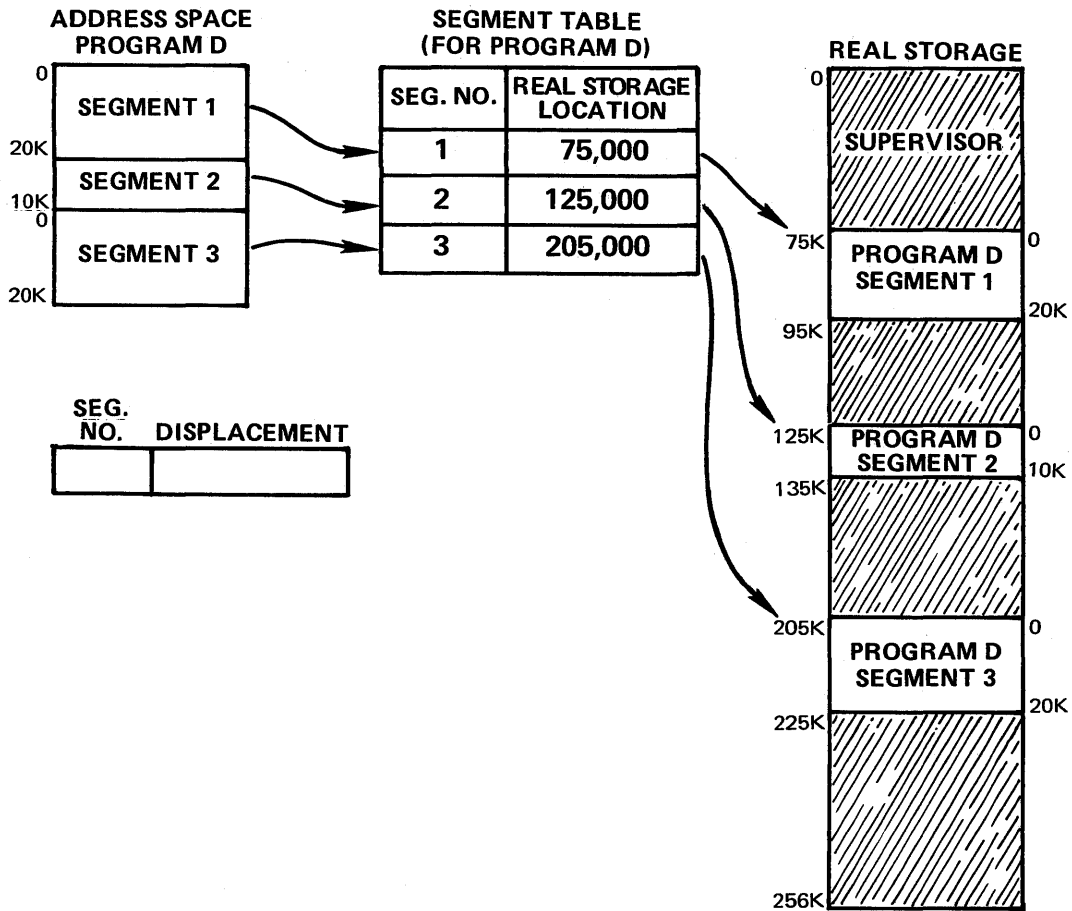 ADDRESS SPACE
PROGRAM D
0
SEGMENT 1
20K
SEGMENT 2
10K
0
SEGMENT 3
20K
SEGMENT TABLE
(FOR PROGRAM D)
SEG. NO.
REAL STORAGE
LOCATION
1
75,000
2
125,000
3
205,000
SEG.
NO.
DISPLACEMENT
REAL STORAGE
0
SUPERVISOR
75K
PROGRAM D
SEGMENT 1
0
20K
95K
125K
PROGRAM D
SEGMENT 2
0
10K
135K
205K
PROGRAM D
SEGMENT 3
0
20K
225K
256K